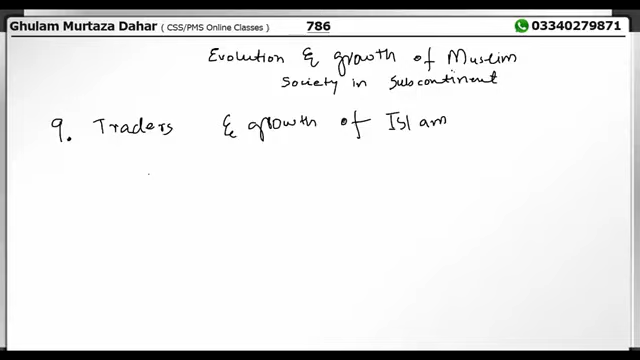 Ghulam Murtaza Dahar ( CSS/PMS Online Classes ) 786 03340279871
Evolution & growth of Muslim
Society in Subcontinent
9. Traders & growth of Islam